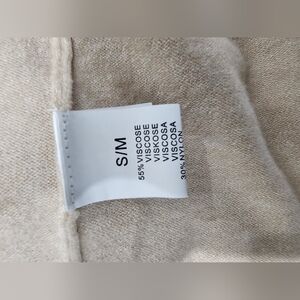 S/M
55% VISCOSE
VISCOSE
VISKOSE
VISCOSA
VISCOSA
30% NYLON